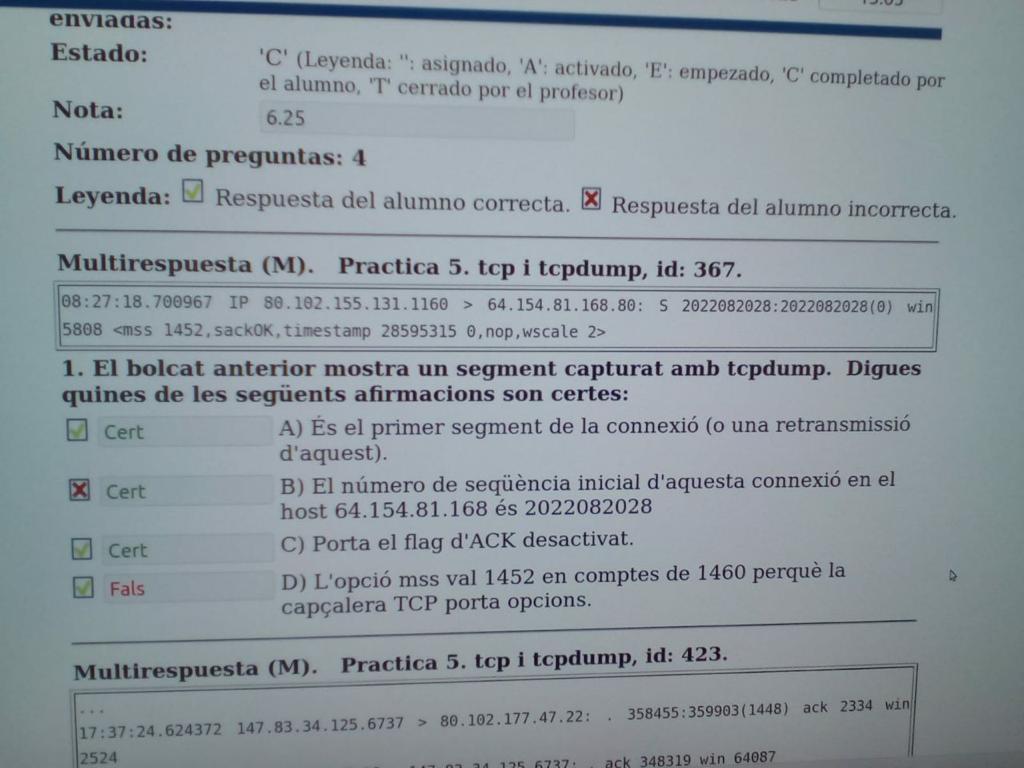 enviadas:
Estado:
'C' (Leyenda: '': asignado, 'A': activado, 'E': empezado, 'C' completado por
el alumno, 'T' cerrado por el profesor)
Nota:
6.25
Número de preguntas: 4
Leyenda: Respuesta del alumno correcta. Respuesta del alumno incorrecta.
Multirespuesta (M). Practica 5. tcp i tcpdump, id: 367.
08:27:18.700967 IP 80.102.155.131.1160 > 64.154.81.168.80: S 2022082028:2022082028(0) win
5808 <mss 1452,sackOK,timestamp 28595315 0,nop,wscale 2>
1. El bolcat anterior mostra un segment capturat amb tcpdump. Digues
quines de les següents afirmacions son certes:
Cert A) És el primer segment de la connexió (o una retransmissió
d'aquest).
Cert B) El número de seqüència inicial d'aquesta connexió en el
host 64.154.81.168 és 2022082028
Cert C) Porta el flag d'ACK desactivat.
Fals D) L'opció mss val 1452 en comptes de 1460 perquè la
capçalera TCP porta opcions.
Multirespuesta (M). Practica 5. tcp i tcpdump, id: 423.
...
17:37:24.624372 147.83.34.125.6737 > 80.102.177.47.22: . 358455:359903(1448) ack 2334 win
2524
147.83.34.125.6737: . ack 348319 win 64087